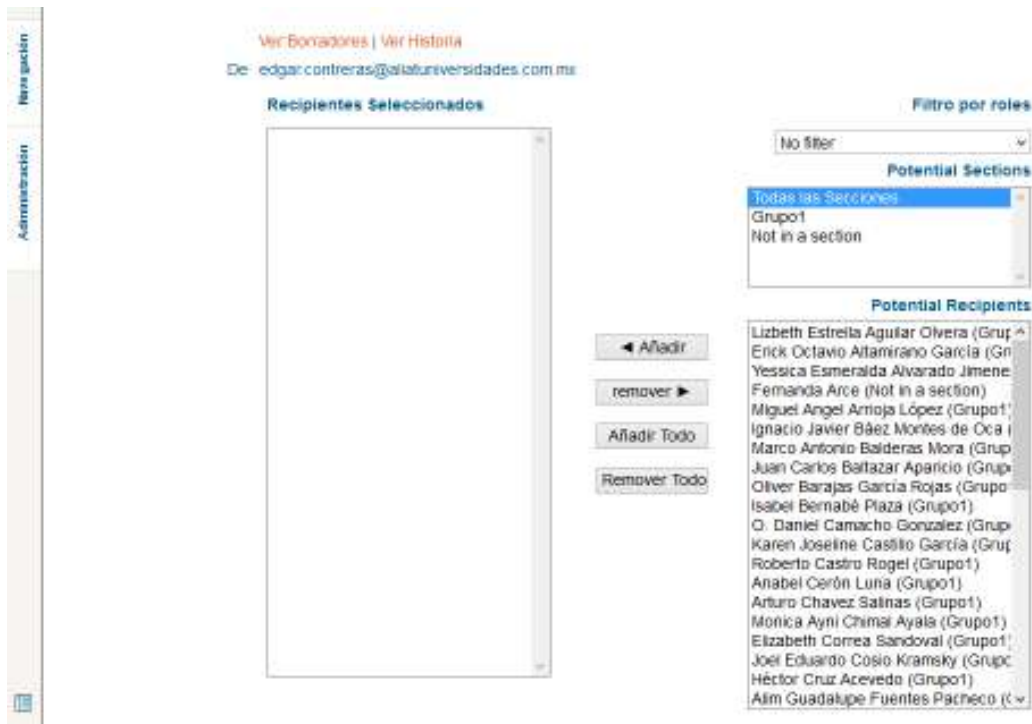 Navegación
Administración
Ver Borradores | Ver Historia
De edgar.contreras@aliatuniversidades.com.mx
Recipientes Seleccionados
◄ Añadir
remover ►
Añadir Todo
Remover Todo
Filtro por roles
No filter
Potential Sections
Todas las Secciones
Grupo1
Not in a section
Potential Recipients
Lizbeth Estrella Aguilar Olvera (Grup
Erick Octavio Altamirano García (Gr
Yessica Esmeralda Alvarado Jimene
Fernanda Arce (Not in a section)
Miguel Angel Arrioja López (Grupo1)
Ignacio Javier Báez Montes de Oca (
Marco Antonio Balderas Mora (Grup
Juan Carlos Baltazar Aparicio (Grup
Oliver Barajas García Rojas (Grupo
Isabel Bernabé Plaza (Grupo1)
O. Daniel Camacho Gonzalez (Grup
Karen Joseline Castillo García (Grup
Roberto Castro Rogel (Grupo1)
Anabel Cerón Luna (Grupo1)
Arturo Chavez Salinas (Grupo1)
Monica Ayni Chimal Ayala (Grupo1)
Elizabeth Correa Sandoval (Grupo1)
Joel Eduardo Cosio Kramsky (Grupo
Héctor Cruz Acevedo (Grupo1)
Alim Guadalupe Fuentes Pacheco (G